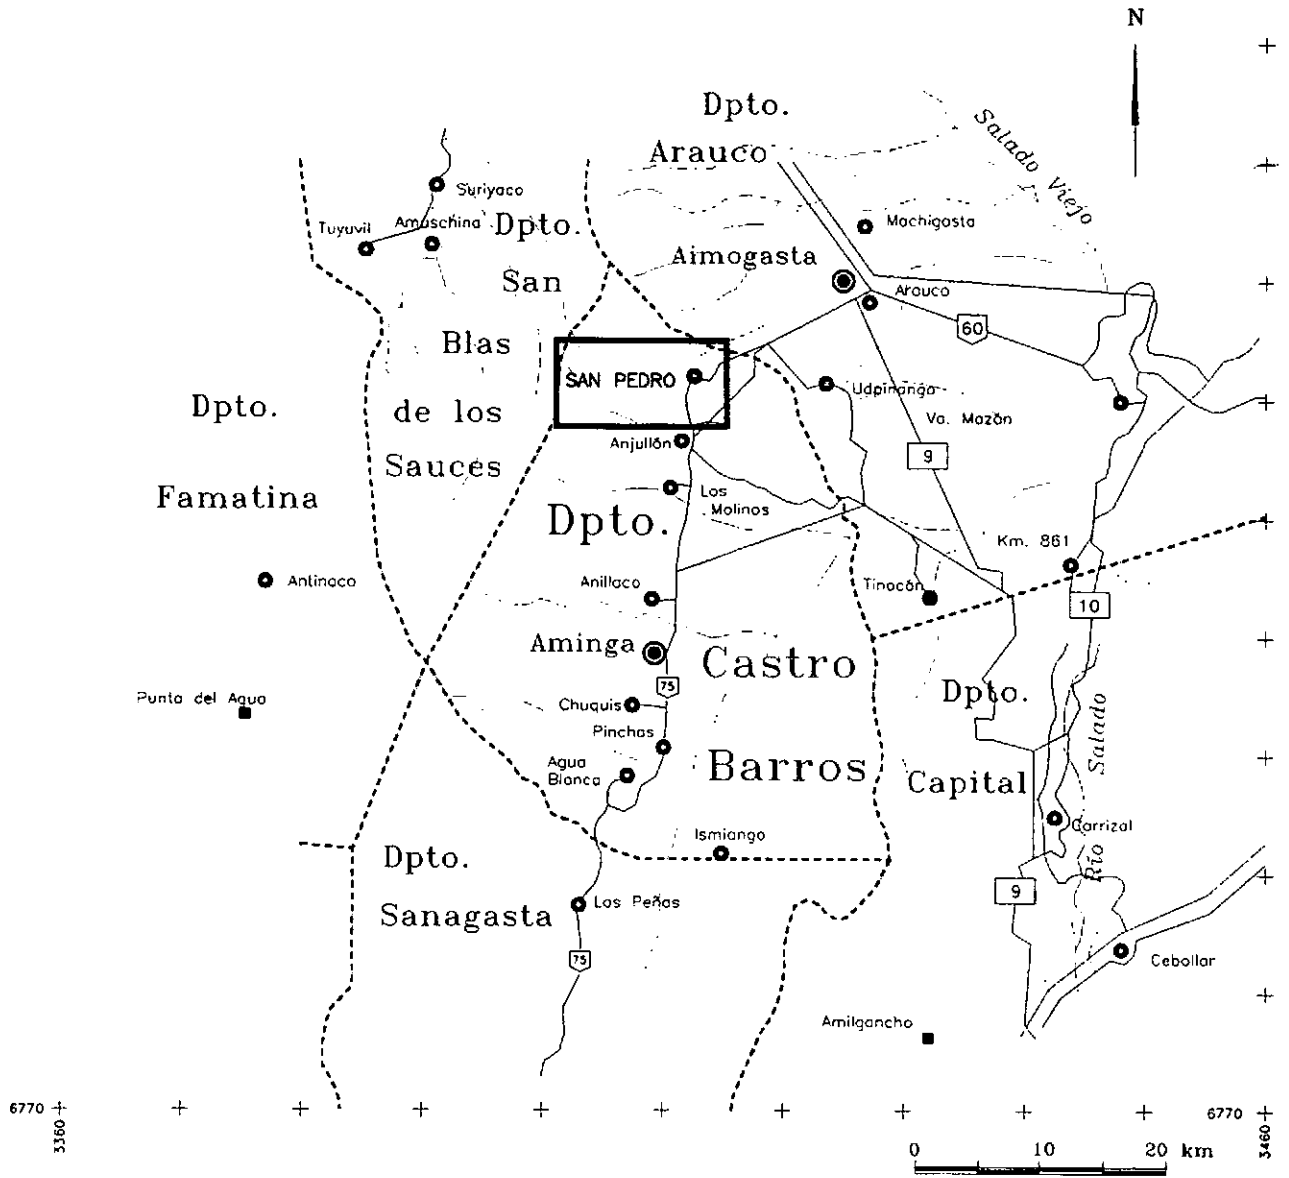 N
Dpto.
Arauco
Salado Viejo
Suriyaco
Tuyuvil
Amuschina
Dpto.
San
Blas
de los
Sauces
Machigasta
Aimogasta
Arauco
60
SAN PEDRO
Udpinango
Va. Mazán
9
Dpto.
Famatina
Anjullón
Los
Molinos
Dpto.
Km. 861
Antinaco
Anillaco
Tinocán
10
Aminga
Castro
75
Dpto.
Punta del Agua
Chuquis
Pinchas
Agua
Blanca
Barros
Capital
Río Salado
Ismiango
Carrizal
Dpto.
Sanagasta
Las Peñas
9
75
Cebollar
Amilgancho
6770
3360
6770
3460
0 10 20 km